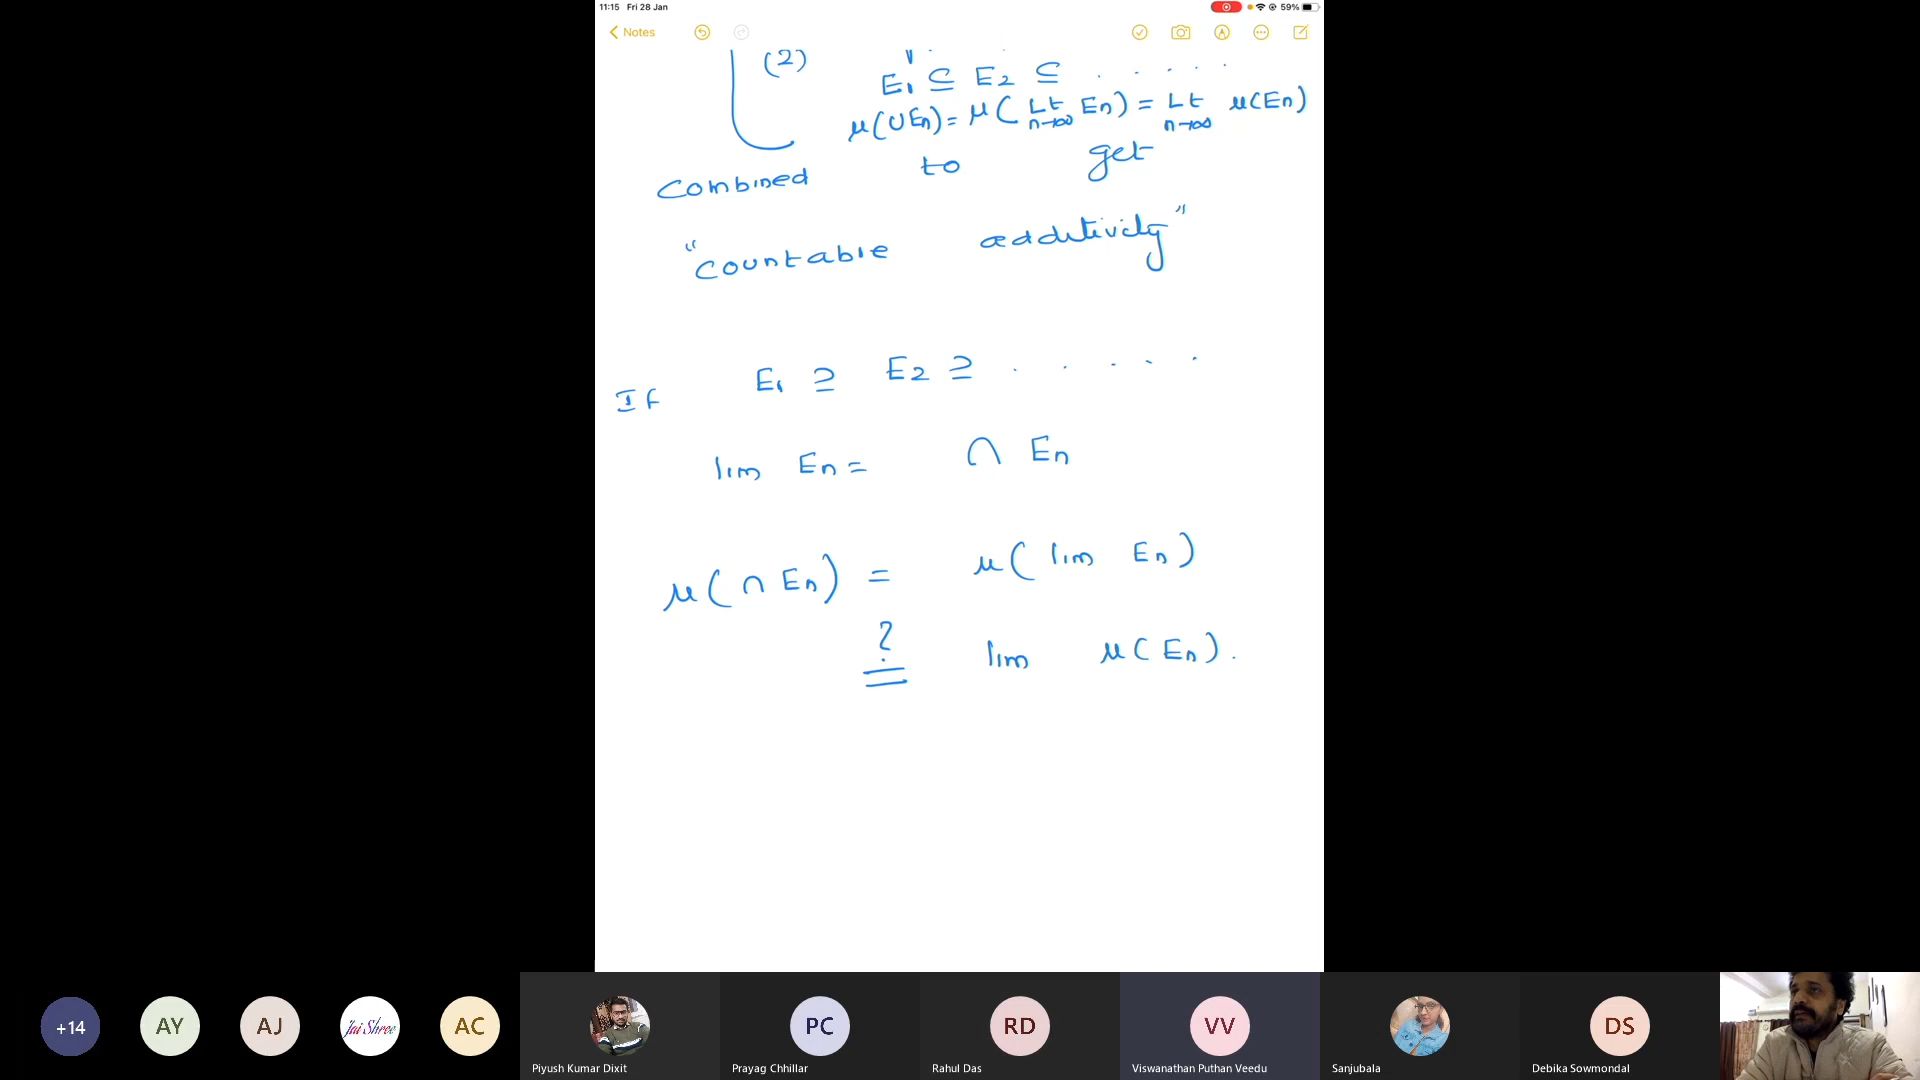 11:15 Fri 28 Jan
59%
Notes
(2)
E₁ ⊆ E₂ ⊆ . . . . .
μ(∪En) = μ( Lt n→∞ En) = Lt n→∞ μ(En)
Combined to get
"Countable additivity"
If E₁ ⊇ E₂ ⊇ . . . . .
lim En = ∩ En
μ(∩ En) = μ( lim En)
? = lim μ( En).
+14
AY
AJ
Jai Shree
AC
PC
RD
VV
DS
Piyush Kumar Dixit
Prayag Chhillar
Rahul Das
Viswanathan Puthan Veedu
Sanjubala
Debika Sowmondal